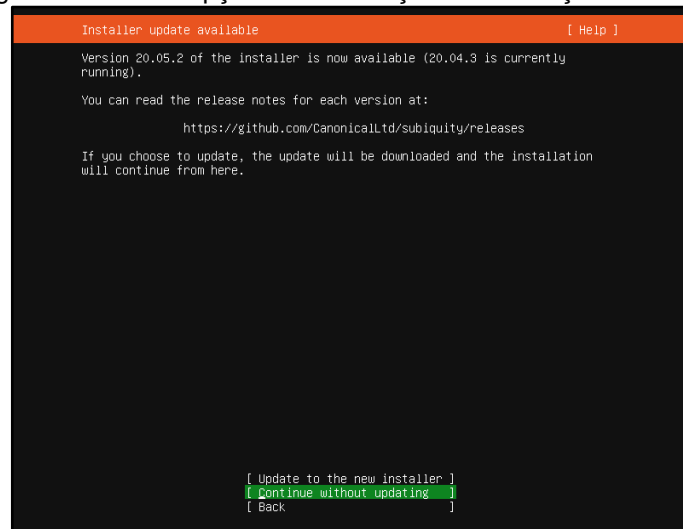 Installer update available [ Help ]
Version 20.05.2 of the installer is now available (20.04.3 is currently
running).
You can read the release notes for each version at:
https://github.com/CanonicalLtd/subiquity/releases
If you choose to update, the update will be downloaded and the installation
will continue from here.
[ Update to the new installer ]
[ Continue without updating ]
[ Back ]